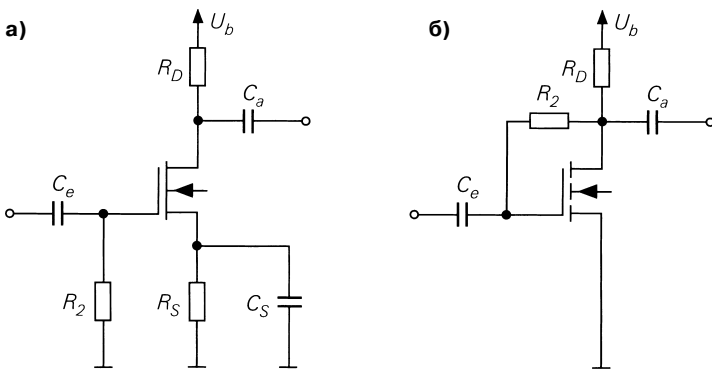 а)
U_b
R_D
C_a
C_e
R_2
R_S
C_S
б)
U_b
R_D
R_2
C_a
C_e